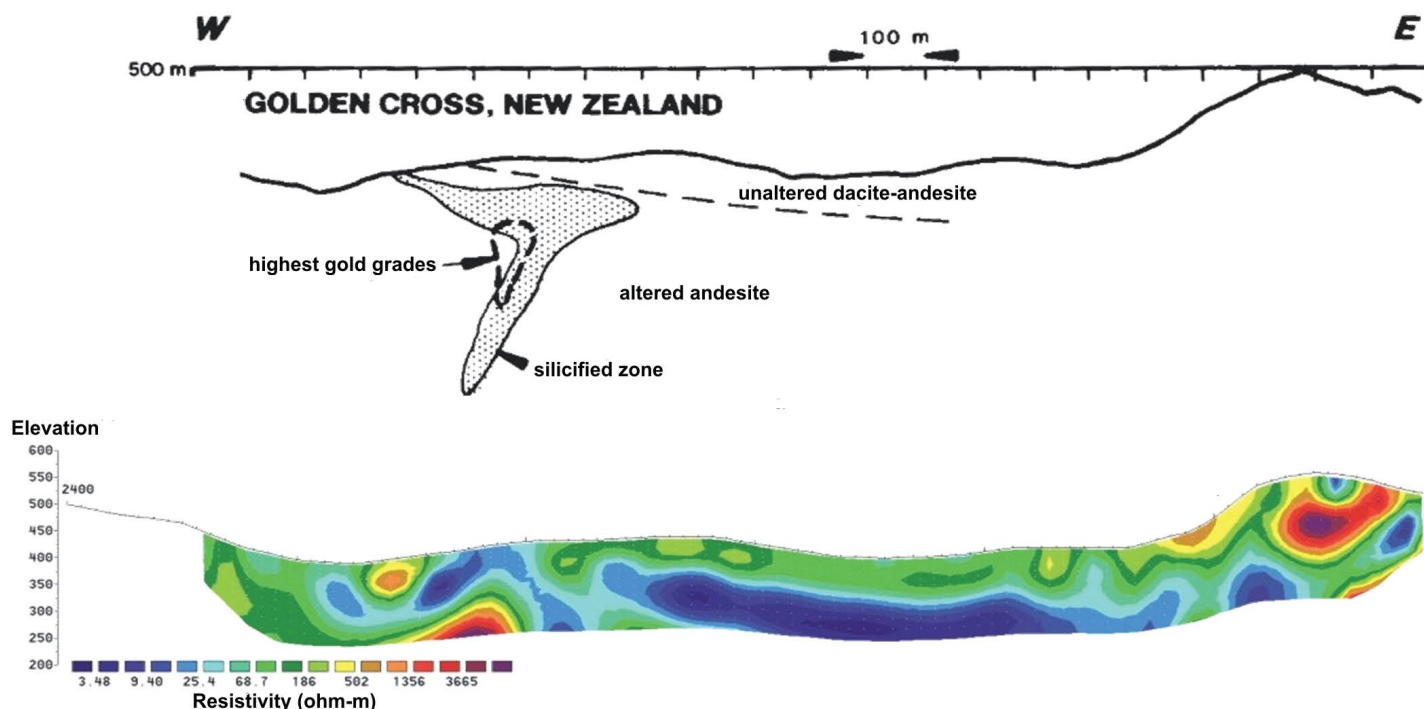 W
100 m
E
500 m
GOLDEN CROSS, NEW ZEALAND
unaltered dacite-andesite
highest gold grades
altered andesite
silicified zone
Elevation
600
550
2400
500
450
400
350
300
250
200
3.48 9.40 25.4 68.7 186 502 1356 3665
Resistivity (ohm-m)